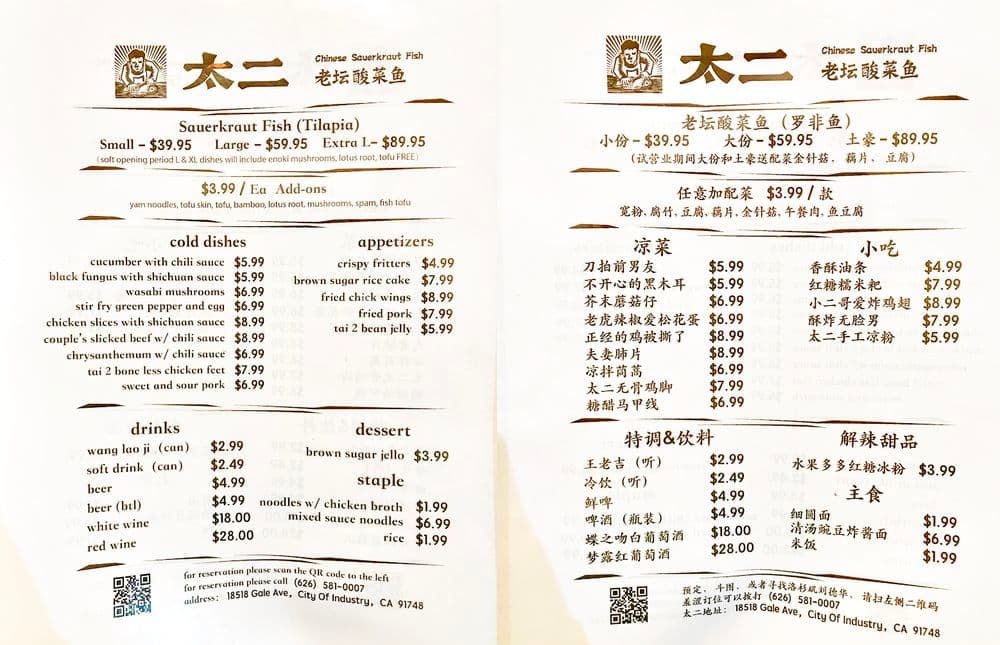 太二
Chinese Sauerkraut Fish
老坛酸菜鱼
Sauerkraut Fish (Tilapia)
Small - $39.95 Large - $59.95 Extra L- $89.95
(soft opening period L & XL dishes will include enoki mushrooms, lotus root, tofu FREE)
$3.99 / Ea Add-ons
yam noodles, tofu skin, tofu, bamboo, lotus root, mushrooms, spam, fish tofu
cold dishes
cucumber with chili sauce $5.99
black fungus with shichuan sauce $5.99
wasabi mushrooms $6.99
stir fry green pepper and egg $6.99
chicken slices with shichuan sauce $8.99
couple's slicked beef w/ chili sauce $8.99
chrysanthemum w/ chili sauce $6.99
tai 2 bone less chicken feet $7.99
sweet and sour pork $6.99
appetizers
crispy fritters $4.99
brown sugar rice cake $7.99
fried chick wings $8.99
fried pork $7.99
tai 2 bean jelly $5.99
drinks
wang lao ji (can) $2.99
soft drink (can) $2.49
beer $4.99
beer (btl) $4.99
white wine $18.00
red wine $28.00
dessert
brown sugar jello $3.99
staple
noodles w/ chicken broth $1.99
mixed sauce noodles $6.99
rice $1.99
for reservation please scan the QR code to the left
for reservation please call (626) 581-0007
address: 18518 Gale Ave, City Of Industry, CA 91748
太二
Chinese Sauerkraut Fish
老坛酸菜鱼
老坛酸菜鱼 (罗非鱼)
小份 - $39.95 大份 - $59.95 土豪 - $89.95
(试营业期间大份和土豪送配菜金针菇、藕片、豆腐)
任意加配菜 $3.99 / 款
宽粉,腐竹,豆腐,藕片,金针菇,午餐肉,鱼豆腐
凉菜
刀拍前男友 $5.99
不开心的黑木耳 $5.99
芥末蘑菇仔 $6.99
老虎辣椒爱松花蛋 $6.99
正经的鸡被撕了 $8.99
夫妻肺片 $8.99
凉拌茼蒿 $6.99
太二无骨鸡脚 $7.99
糖醋马甲线 $6.99
小吃
香酥油条 $4.99
红糖糯米粑 $7.99
小二哥爱炸鸡翅 $8.99
酥炸无脸男 $7.99
太二手工凉粉 $5.99
特调&饮料
王老吉 (听) $2.99
冷饮 (听) $2.49
鲜啤 $4.99
啤酒 (瓶装) $4.99
蝶之吻白葡萄酒 $18.00
梦露红葡萄酒 $28.00
解辣甜品
水果多多红糖冰粉 $3.99
主食
细圆面 $1.99
清汤豌豆炸酱面 $6.99
米饭 $1.99
预定、斗图、或者寻找洛杉矶刘德华、请扫左侧二维码
羞涩订位可以拨打 (626) 581-0007
太二地址: 18518 Gale Ave, City Of Industry, CA 91748